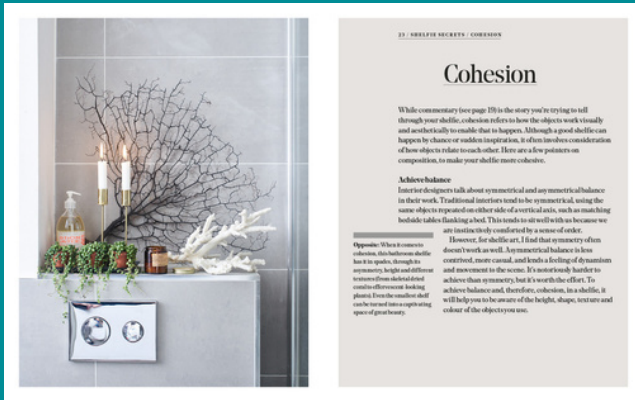 23 / SHELFIE SECRETS / COHESION
Cohesion
While commentary (see page 19) is the story you're trying to tell
through your shelfie, cohesion refers to how the objects work visually
and aesthetically to enable that to happen. Although a good shelfie can
happen by chance or sudden inspiration, it often involves consideration
of how objects relate to each other. Here are a few pointers on
composition, to make your shelfie more cohesive.
Achieve balance
Interior designers talk about symmetrical and asymmetrical balance
in their work. Traditional interiors tend to be symmetrical, using the
same objects repeated on either side of a vertical axis, such as matching
bedside tables flanking a bed. This tends to sit well with us because we
are instinctively comforted by a sense of order.
However, for shelfie art, I find that symmetry often
doesn't work as well. Asymmetrical balance is less
contrived, more casual, and lends a feeling of dynamism
and movement to the scene. It's notoriously harder to
achieve than symmetry, but it's worth the effort. To
achieve balance and, therefore, cohesion, in a shelfie, it
will help you to be aware of the height, shape, texture and
colour of the objects you use.
Opposite: When it comes to
cohesion, this bathroom shelfie
has it in spades, through its
asymmetry, height and different
textures (from skeletal dried
coral to effervescent-looking
plants). Even the smallest shelf
can be turned into a captivating
space of great beauty.